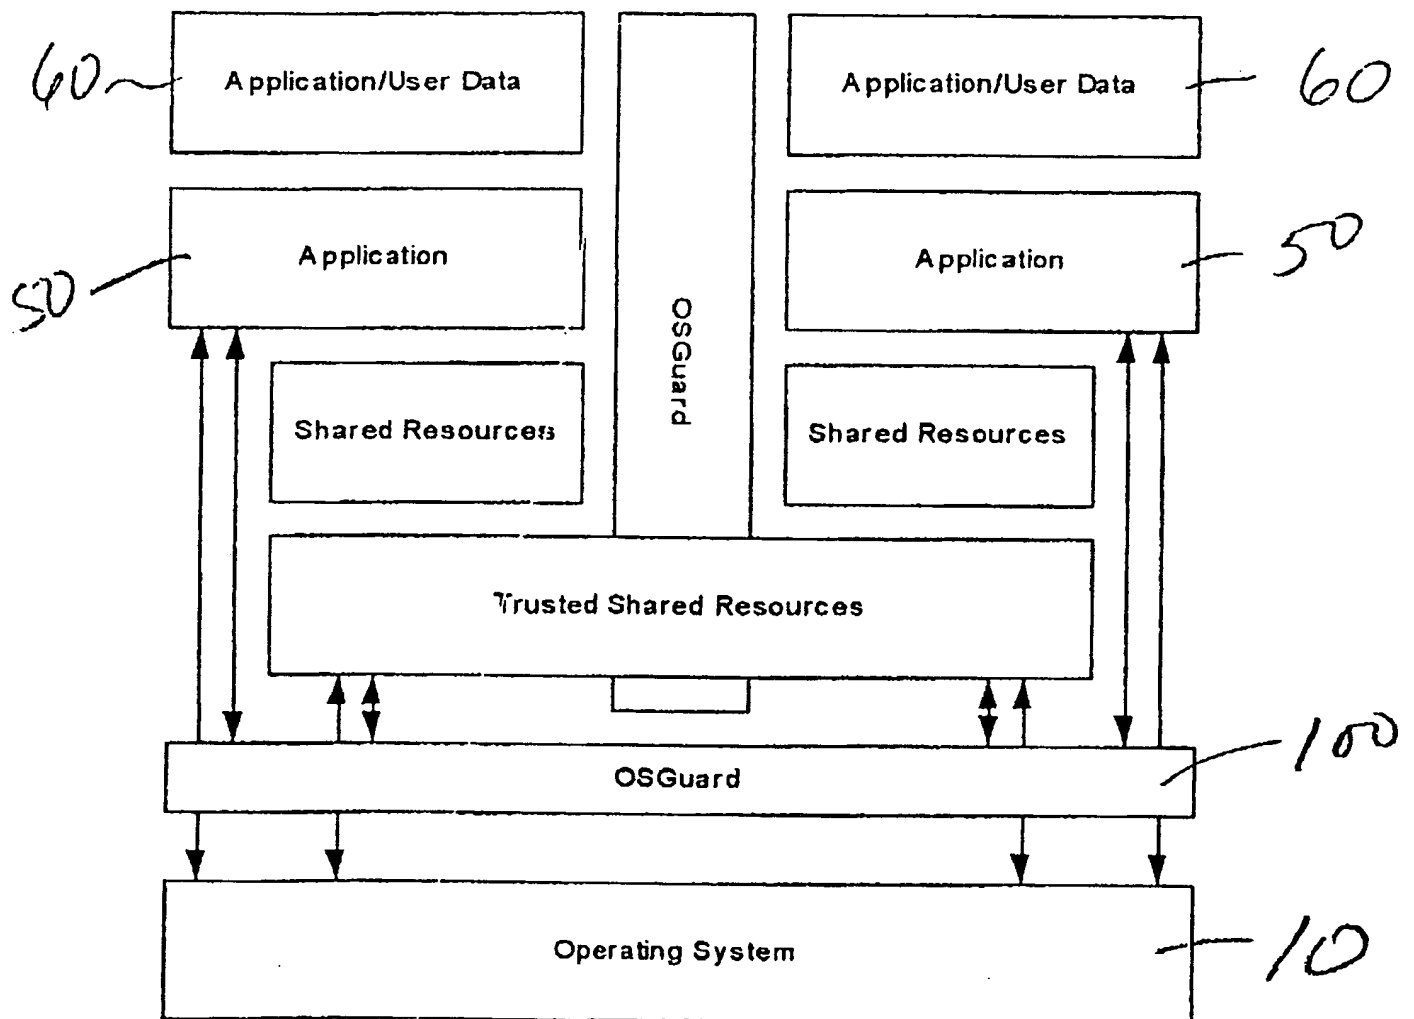 60 Application/User Data Application/User Data 60
50 Application Application 50
OSGuard
Shared Resources Shared Resources
Trusted Shared Resources
OSGuard 100
Operating System 10